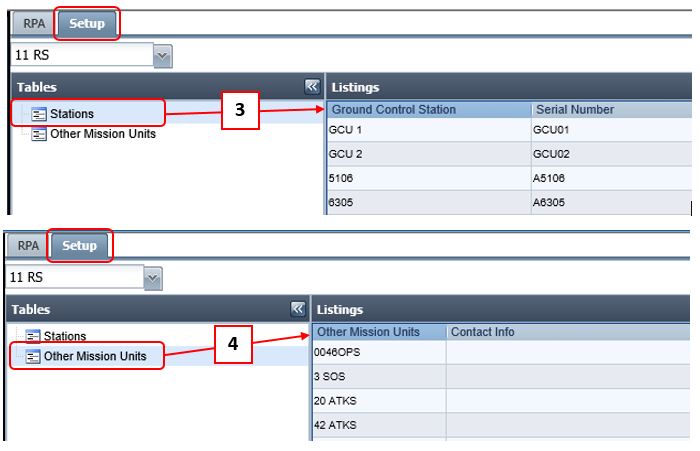 RPA Setup
11 RS
Tables Listings
Stations 3 Ground Control Station Serial Number
Other Mission Units GCU 1 GCU01
GCU 2 GCU02
5106 A5106
6305 A6305
RPA Setup
11 RS
Tables Listings
Stations Other Mission Units Contact Info
Other Mission Units 4 0046OPS
3 SOS
20 ATKS
42 ATKS